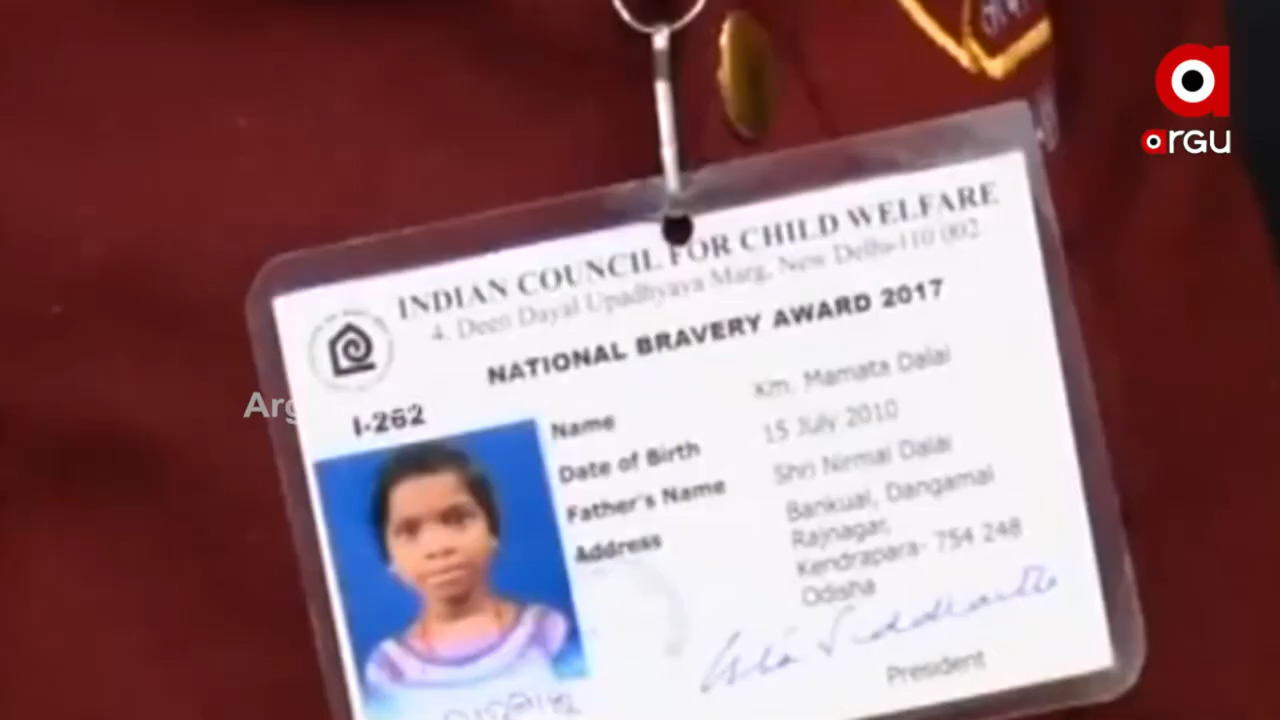 argu
INDIAN COUNCIL FOR CHILD WELFARE
4, Deen Dayal Upadhyaya Marg, New Delhi-110 002
NATIONAL BRAVERY AWARD 2017
I-262
Name Km. Mamata Dalai
Date of Birth 15 July 2010
Father's Name Shri Nirmal Dalai
Address Bankual, Dangamal
Rajnagar,
Kendrapara- 754 248
Odisha
President